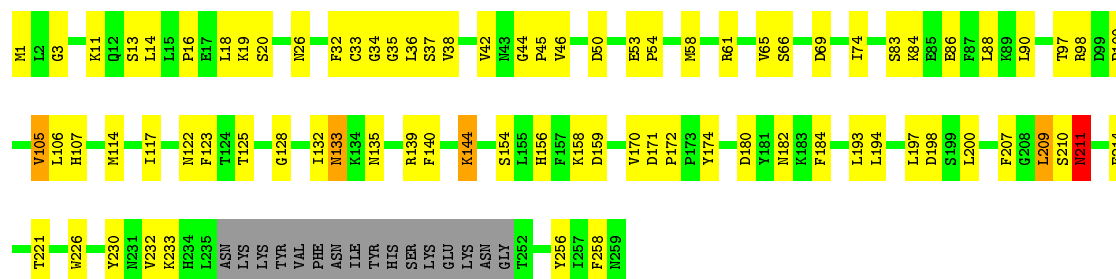 M1 L2 G3 K11 Q12 S13 L14 L15 P16 E17 L18 K19 S20 N26 F32 C33 G34 G35 L36 S37 V38 V42 N43 G44 P45 V46 D50 E53 P54 M58 R61 V65 S66 D69 I74 S83 K84 E85 E86 F87 L88 K89 L90 T97 R98 D99
V105 L106 H107 M114 I117 N122 F123 T124 T125 G128 I132 N133 K134 N135 R139 F140 K144 S154 L155 H156 F157 K158 D159 V170 D171 P172 P173 Y174 D180 Y181 N182 K183 F184 L193 L194 L197 D198 S199 L200 F207 G208 L209 S210 N211
T221 W226 Y230 N231 V232 K233 H234 L235 ASN LYS LYS TYR VAL PHE ASN ILE TYR HIS SER LYS GLU LYS ASN GLY T252 Y256 I257 F258 N259